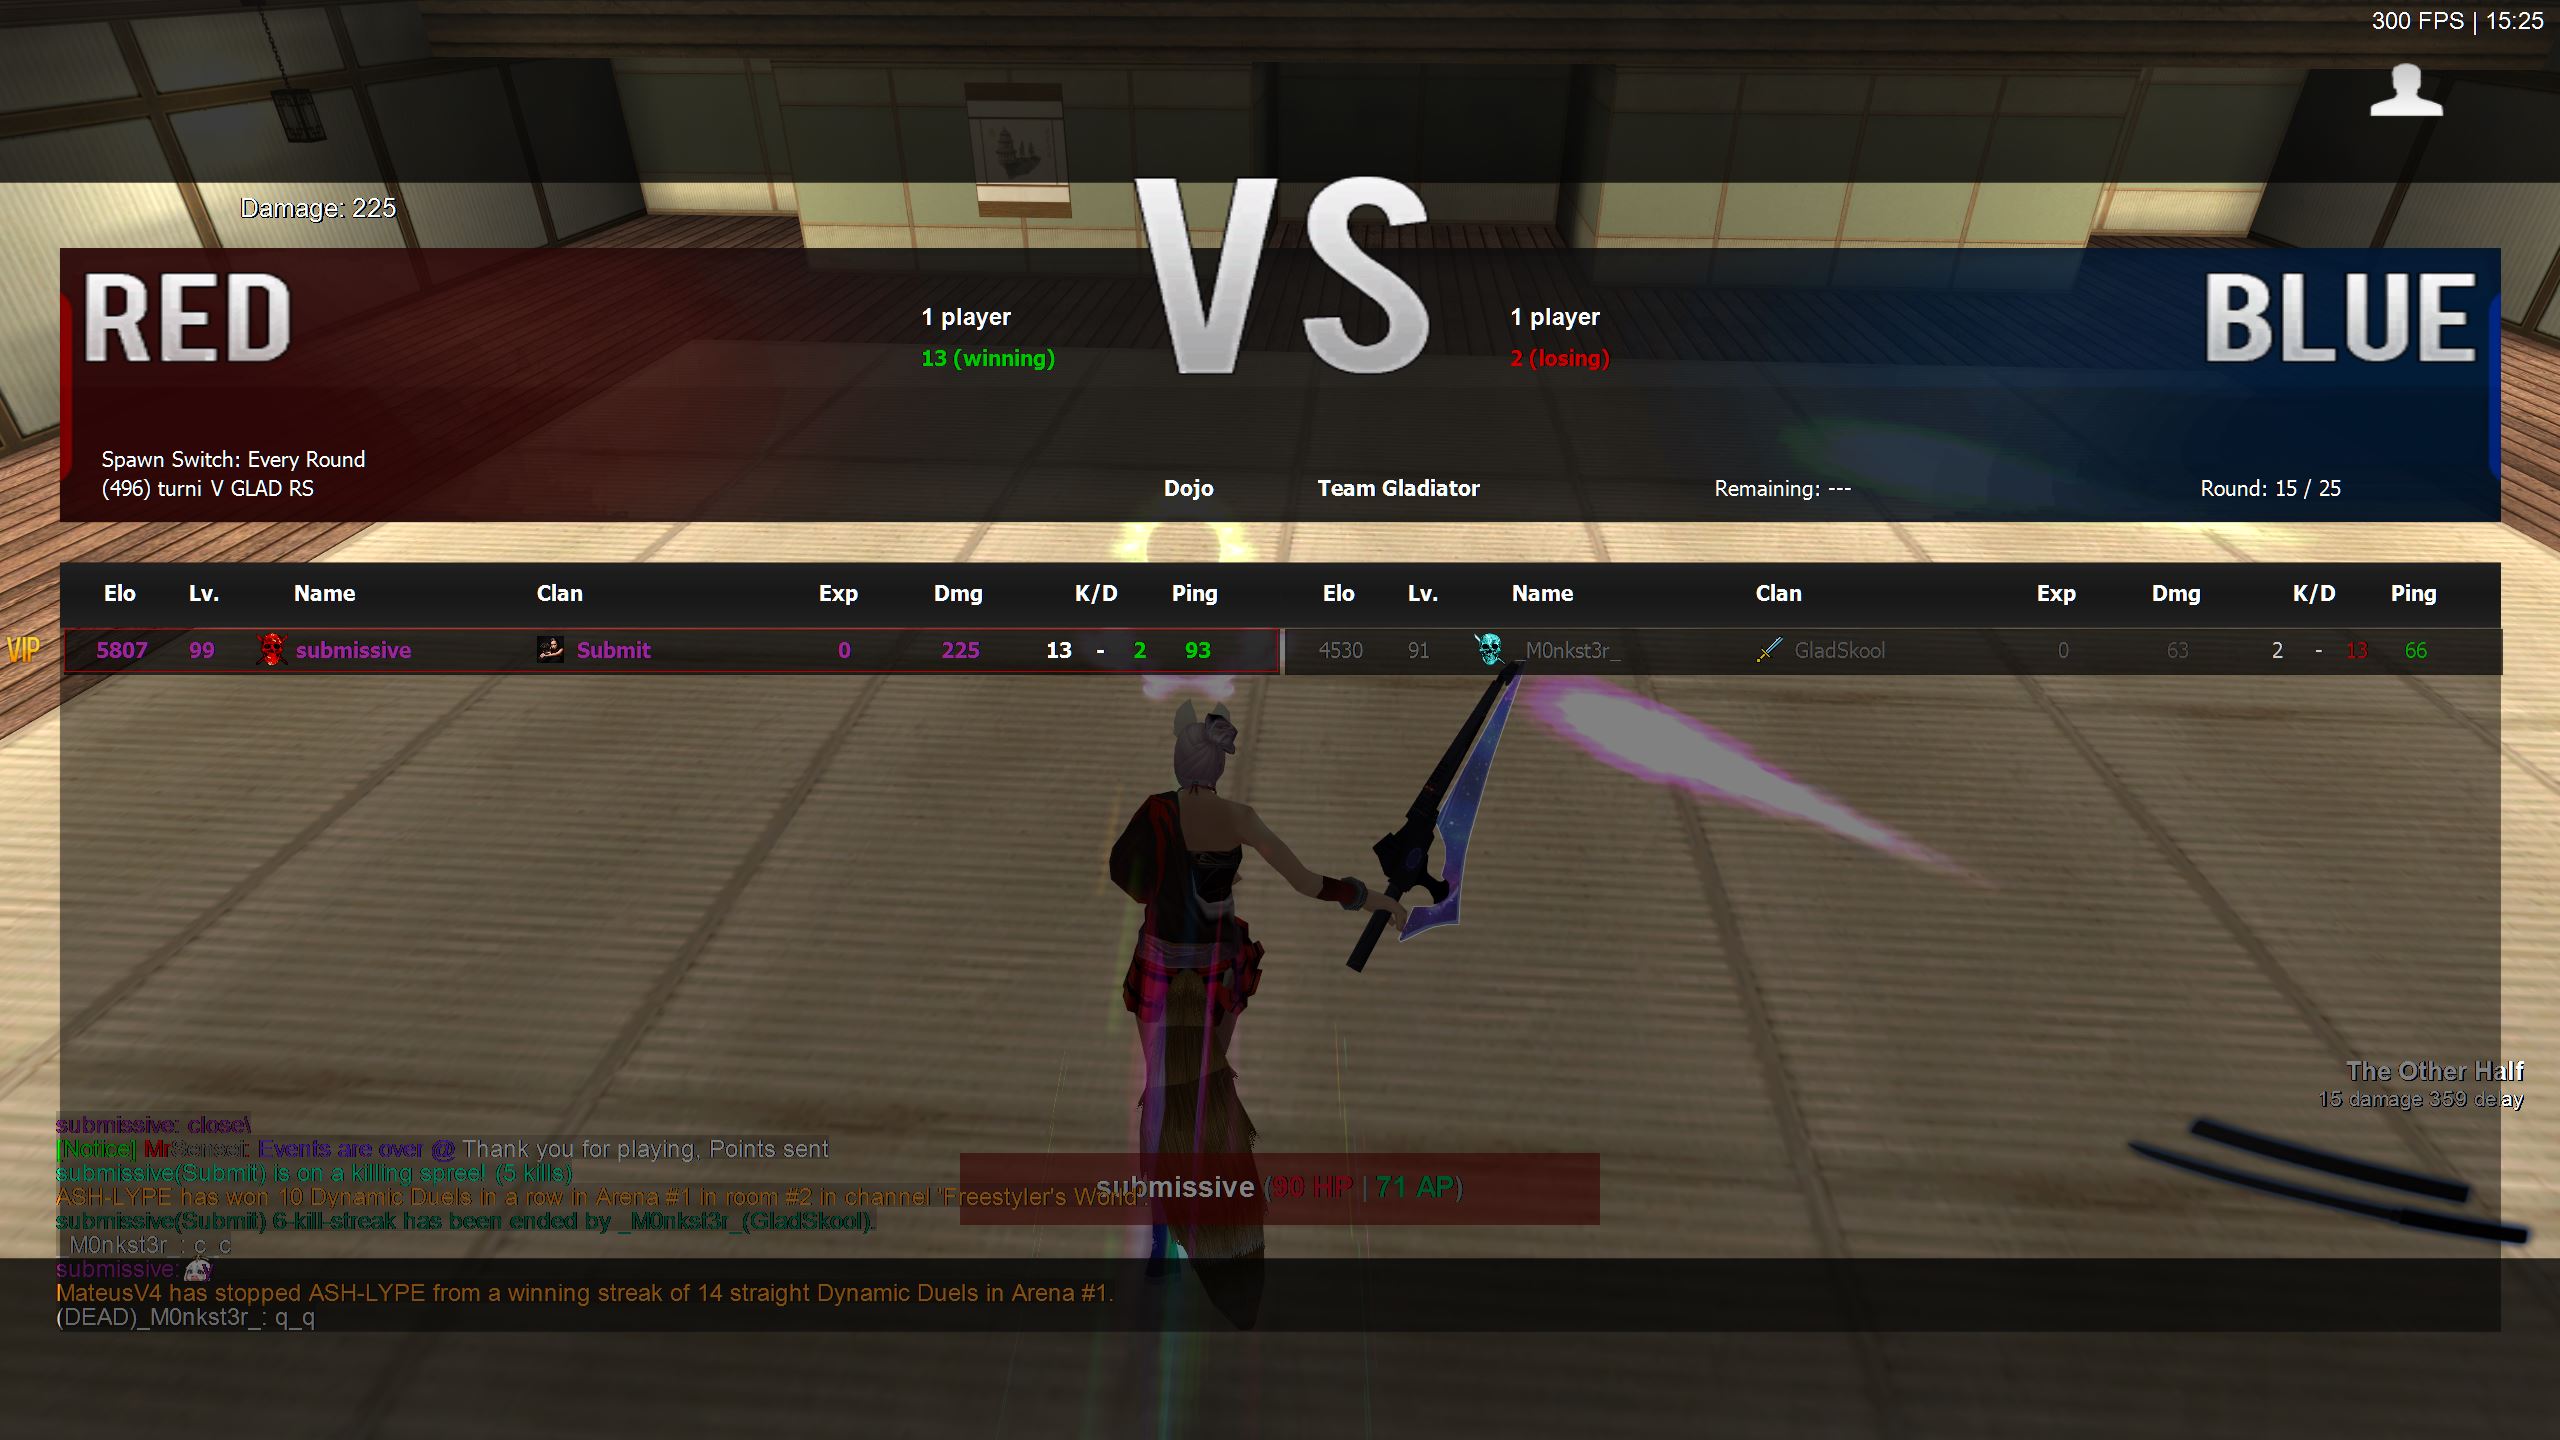 300 FPS | 15:25
Damage: 225
RED
VS
BLUE
1 player
1 player
13 (winning)
2 (losing)
Spawn Switch: Every Round
(496) turni V GLAD RS
Dojo
Team Gladiator
Remaining: ---
Round: 15 / 25
Elo Lv. Name Clan Exp Dmg K/D Ping Elo Lv. Name Clan Exp Dmg K/D Ping
VIP 5807 99 submissive Submit 0 225 13 - 2 93 4530 91 _M0nkst3r_ GladSkool 0 63 2 - 13 66
The Other Half
15 damage 359 delay
submissive: close\
[Notice] MrSensei: Events are over @ Thank you for playing, Points sent
submissive(Submit) is on a killing spree! (5 kills)
ASH-LYPE has won 10 Dynamic Duels in a row in Arena #1 in room #2 in channel 'Freestyler's World'.
submissive (90 HP | 71 AP)
submissive(Submit) 6-kill-streak has been ended by _M0nkst3r_(GladSkool).
_M0nkst3r_: c_c
submissive: y
MateusV4 has stopped ASH-LYPE from a winning streak of 14 straight Dynamic Duels in Arena #1.
(DEAD)_M0nkst3r_: q_q